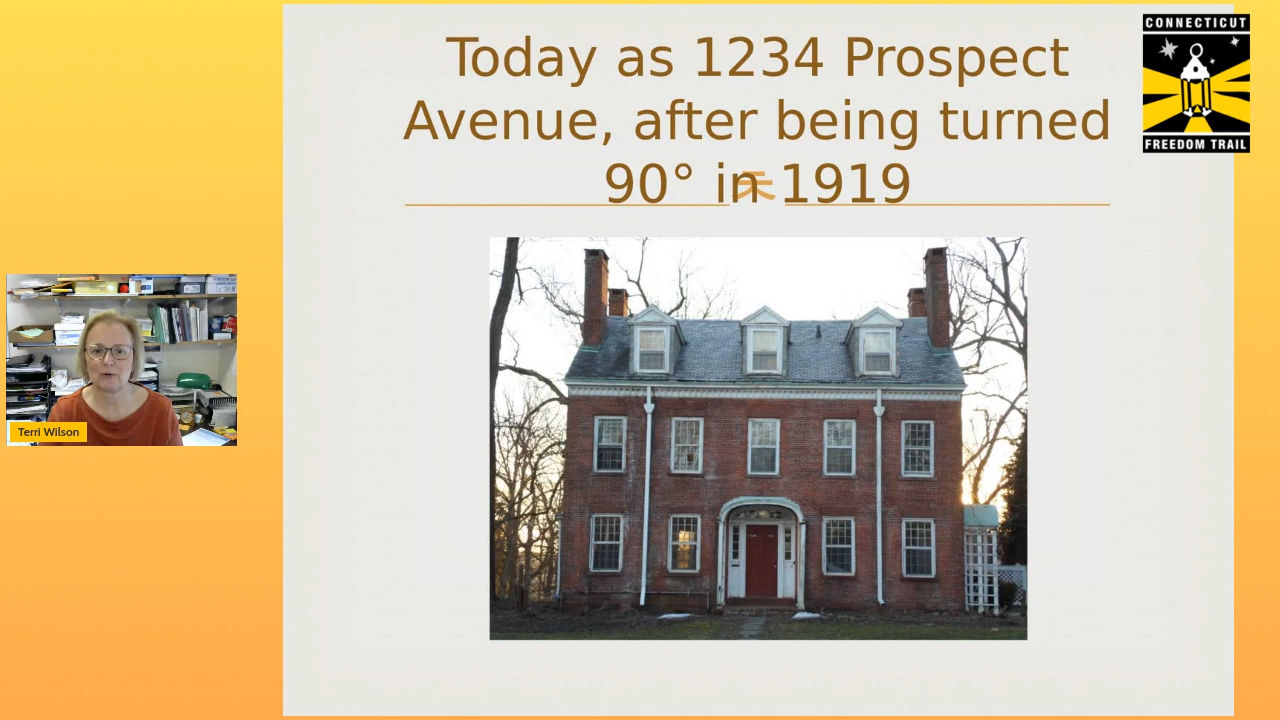 Today as 1234 Prospect
Avenue, after being turned
90° in 1919
CONNECTICUT
FREEDOM TRAIL
Terri Wilson